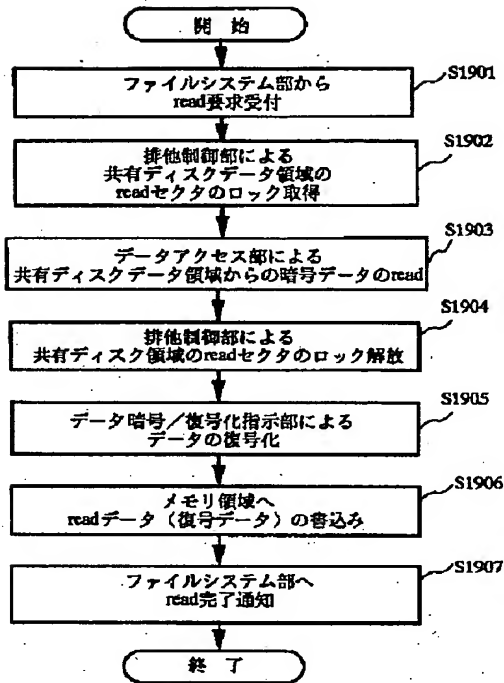 開 始
ファイルシステム部から
read要求受付
S1901
排他制御部による
共有ディスクデータ領域の
readセクタのロック取得
S1902
データアクセス部による
共有ディスクデータ領域からの暗号データのread
S1903
排他制御部による
共有ディスク領域のreadセクタのロック解放
S1904
データ暗号/復号化指示部による
データの復号化
S1905
メモリ領域へ
readデータ(復号データ)の書込み
S1906
ファイルシステム部へ
read完了通知
S1907
終 了